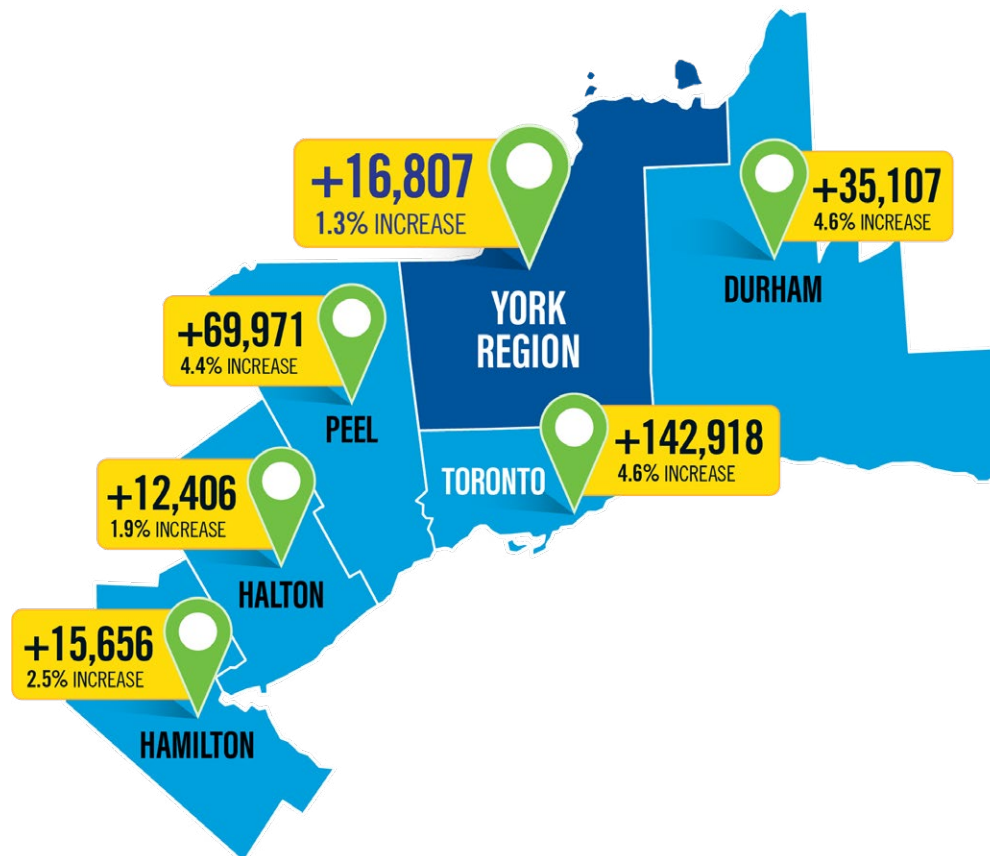 +16,807
1.3% INCREASE
+35,107
4.6% INCREASE
DURHAM
YORK
REGION
+69,971
4.4% INCREASE
PEEL
+142,918
4.6% INCREASE
TORONTO
+12,406
1.9% INCREASE
HALTON
+15,656
2.5% INCREASE
HAMILTON